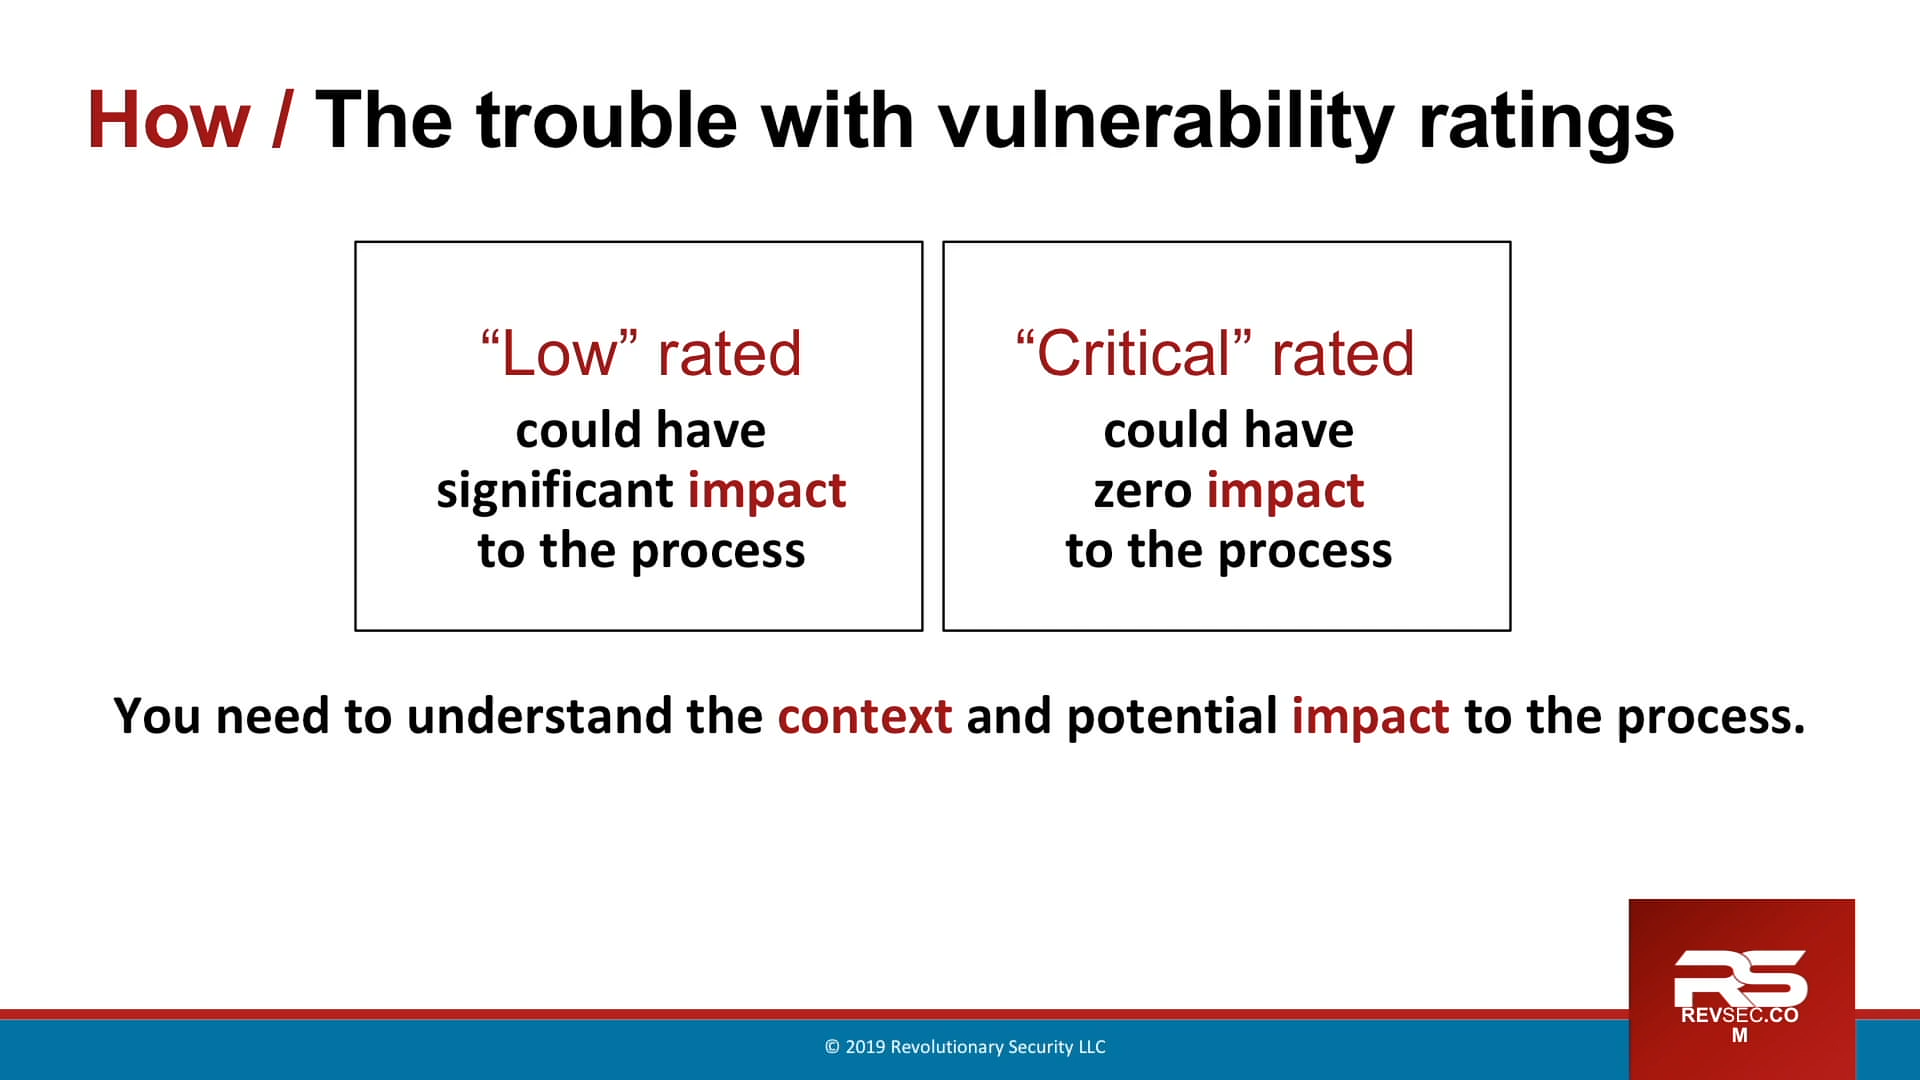 How / The trouble with vulnerability ratings
“Low” rated
could have
significant impact
to the process
“Critical” rated
could have
zero impact
to the process
You need to understand the context and potential impact to the process.
RS
REVSEC.CO
M
© 2019 Revolutionary Security LLC